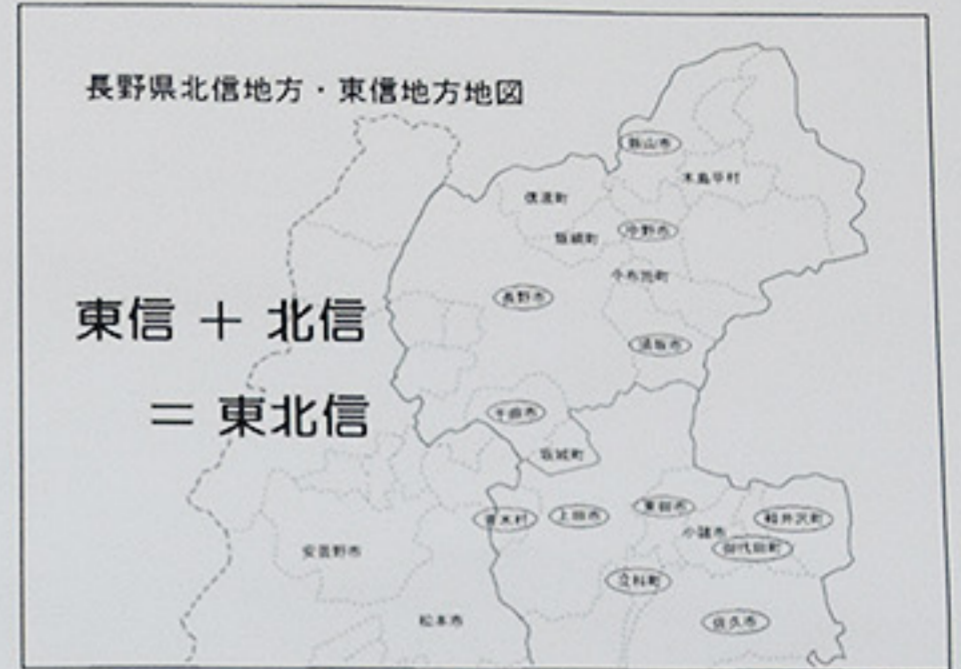 長野県北信地方・東信地方地図
飯山市
木島平村
信濃町
中野市
飯綱町
小布施町
長野市
東信 + 北信
須坂市
= 東北信
千曲市
坂城町
青木村
上田市
東御市
軽井沢町
小諸市
御代田町
安曇野市
立科町
松本市
佐久市